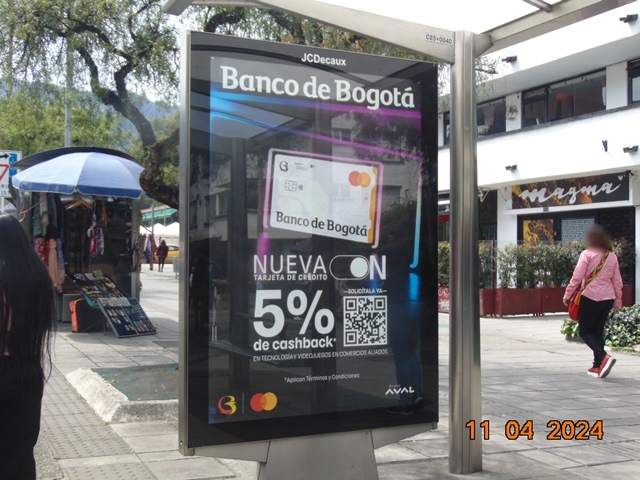 C85+0040
JCDecaux
Banco de Bogotá
Banco de Bogotá
NUEVA ON
TARJETA DE CRÉDITO
SOLICÍTALA YA
5%
de cashback*
EN TECNOLOGÍA Y VIDEOJUEGOS EN COMERCIOS ALIADOS.
*Aplican Términos y Condiciones
AVAL
magma
7
11 04 2024